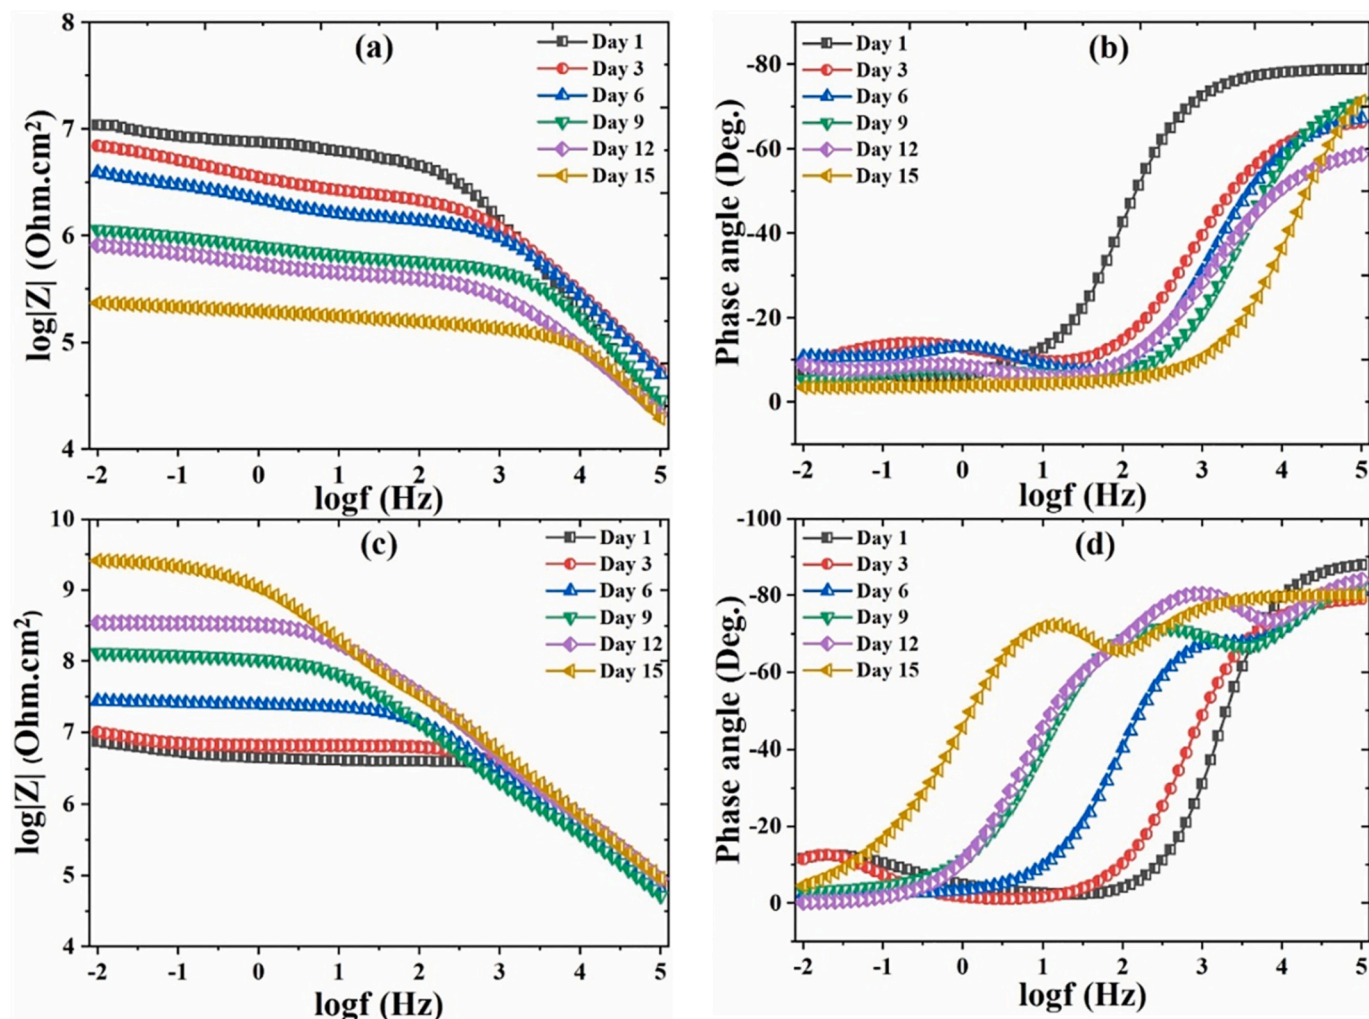 (a)
log|Z| (Ohm.cm²)
8
7
6
5
4
Day 1
Day 3
Day 6
Day 9
Day 12
Day 15
-2 -1 0 1 2 3 4 5
logf (Hz)
(b)
Phase angle (Deg.)
-80
-60
-40
-20
0
Day 1
Day 3
Day 6
Day 9
Day 12
Day 15
-2 -1 0 1 2 3 4 5
logf (Hz)
(c)
log|Z| (Ohm.cm²)
10
9
8
7
6
5
4
Day 1
Day 3
Day 6
Day 9
Day 12
Day 15
-2 -1 0 1 2 3 4 5
logf (Hz)
(d)
Phase angle (Deg.)
-100
-80
-60
-40
-20
0
Day 1
Day 3
Day 6
Day 9
Day 12
Day 15
-2 -1 0 1 2 3 4 5
logf (Hz)